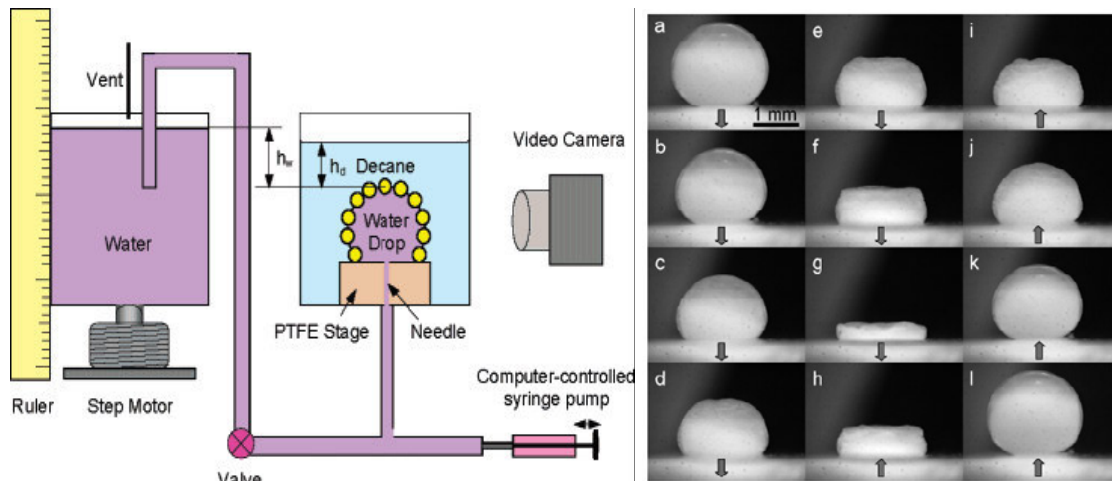 Vent
h_w
h_d
Decane
Video Camera
Water
Water
Drop
PTFE Stage
Needle
Computer-controlled
syringe pump
Ruler
Step Motor
Valve
a
e
i
1 mm
b
f
j
c
g
k
d
h
l